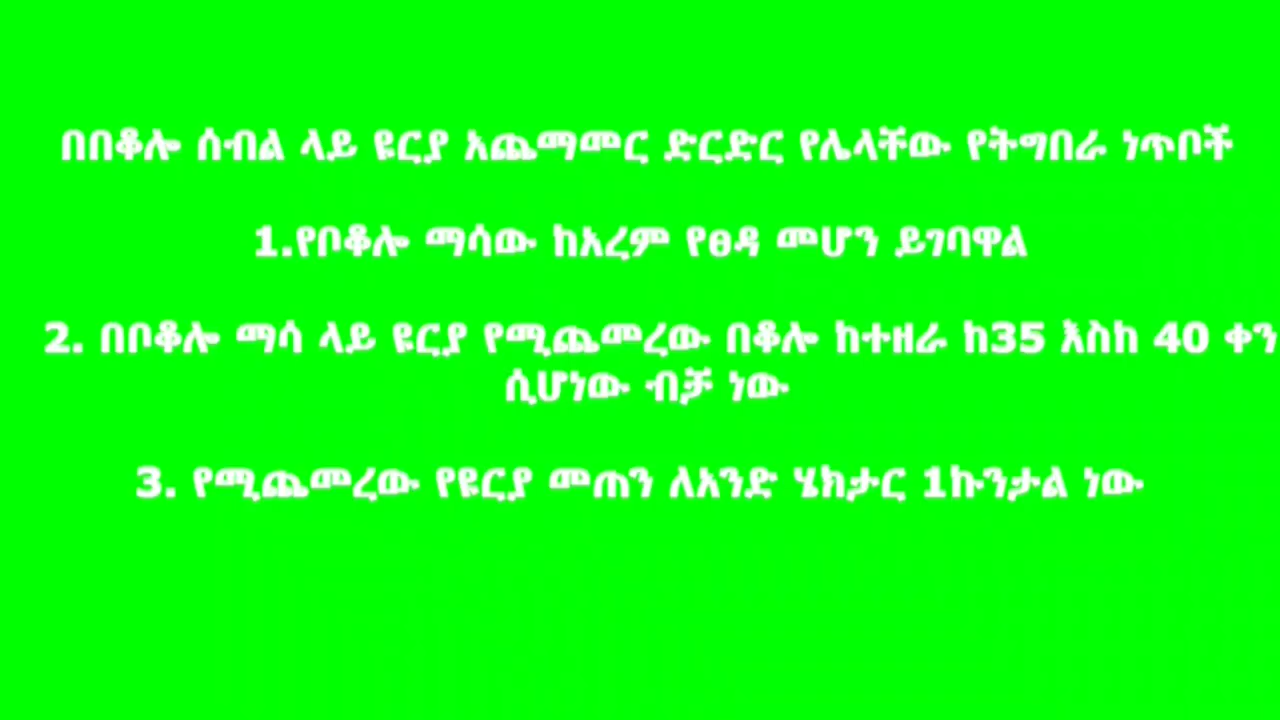 በበቆሎ ሰብል ላይ ዩርያ አጨማመር ድርድር የሌላቸው የትግበራ ነጥቦች
1.የቦቆሎ ማሳው ከአረም የፀዳ መሆን ይገባዋል
2. በቦቆሎ ማሳ ላይ ዩርያ የሚጨመረው በቆሎ ከተዘራ ከ35 እስከ 40 ቀን
ሲሆነው ብቻ ነው
3. የሚጨመረው የዩርያ መጠን ለአንድ ሄክታር 1ኩንታል ነው